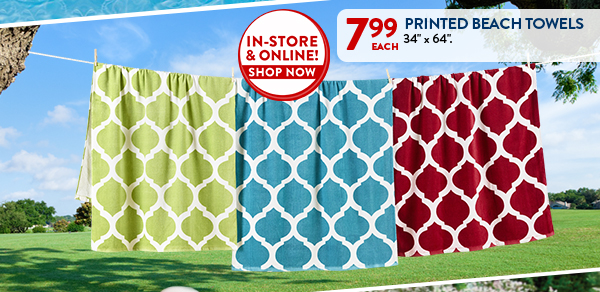 IN-STORE
& ONLINE!
SHOP NOW
7.99
EACH
PRINTED BEACH TOWELS
34" x 64".